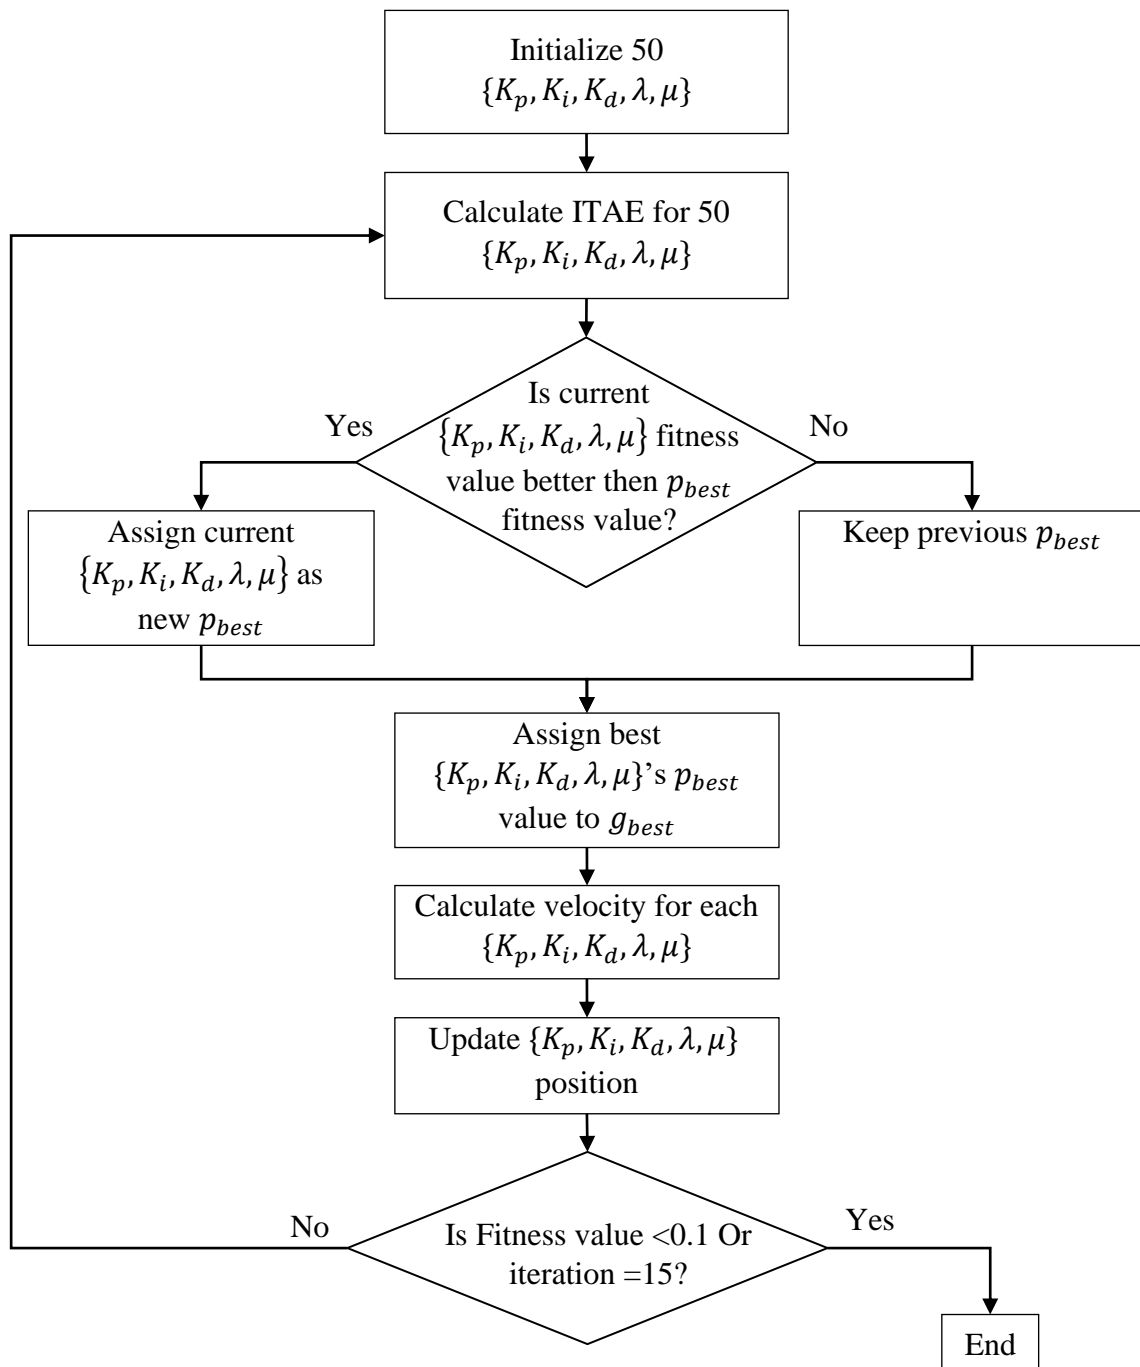 Initialize 50
{K_p, K_i, K_d, λ, μ}
Calculate ITAE for 50
{K_p, K_i, K_d, λ, μ}
Is current
{K_p, K_i, K_d, λ, μ} fitness
value better then p_best
fitness value?
Yes
No
Assign current
{K_p, K_i, K_d, λ, μ} as
new p_best
Keep previous p_best
Assign best
{K_p, K_i, K_d, λ, μ}’s p_best
value to g_best
Calculate velocity for each
{K_p, K_i, K_d, λ, μ}
Update {K_p, K_i, K_d, λ, μ}
position
Is Fitness value <0.1 Or
iteration =15?
No
Yes
End